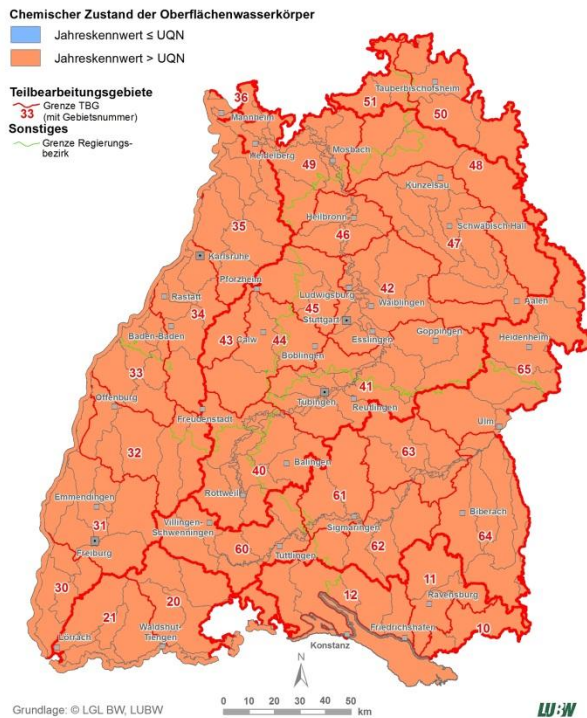 Chemischer Zustand der Oberflächenwasserkörper
Jahreskennwert ≤ UQN
Jahreskennwert > UQN
Teilbearbeitungsgebiete
33 Grenze TBG
(mit Gebietsnummer)
Sonstiges
Grenze Regierungs-
bezirk
36
Mannheim
Tauberbischofsheim
51
50
Heidelberg
49
Mosbach
48
Künzelsau
35
Heilbronn
46
Schwäbisch Hall
47
Karlsruhe
Pforzheim
Ludwigsburg
42
Rastatt
34
45
Waiblingen
Aalen
Stuttgart
43
Calw
44
Baden-Baden
Esslingen
Göppingen
Heidenheim
Böblingen
65
33
41
Offenburg
Tübingen
Reutlingen
Freudenstadt
Ulm
32
63
40
Balingen
Rottweil
61
Emmendingen
31
Villingen-
Schwenningen
Sigmaringen
Biberach
64
Freiburg
60
Tuttlingen
62
30
11
20
12
Ravensburg
21
10
Lörrach
Waldshut-
Tiengen
Friedrichshafen
Konstanz
N
0 10 20 30 40 50
km
Grundlage: © LGL BW, LUBW
LUBW